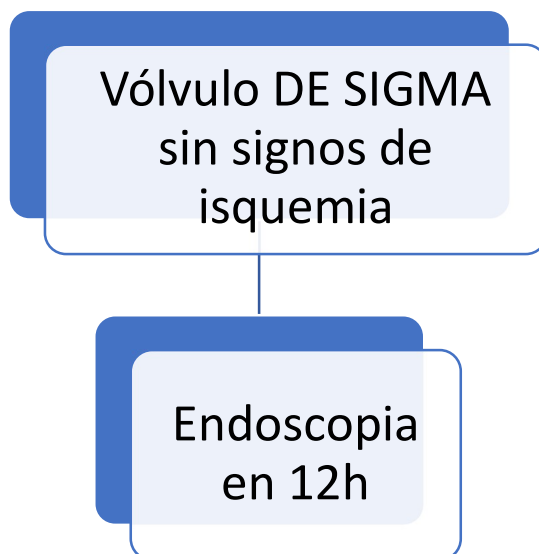 Vólvulo DE SIGMA
sin signos de
isquemia
Endoscopia
en 12h